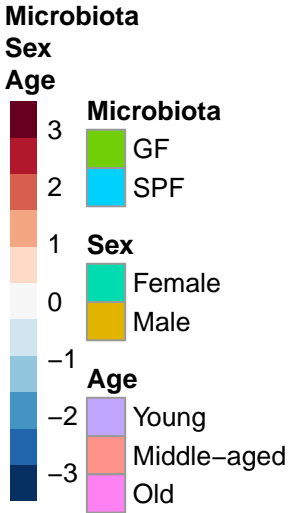 Microbiota
Sex
Age
3
2
1
0
−1
−2
−3
Microbiota
GF
SPF
Sex
Female
Male
Age
Young
Middle−aged
Old